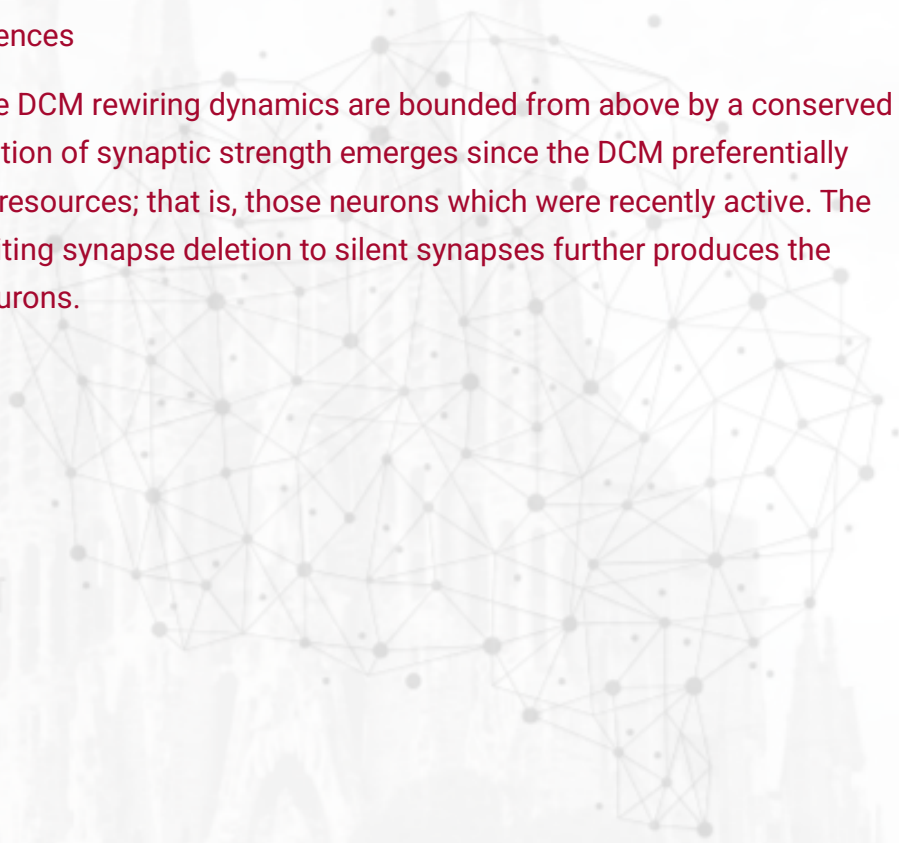 ences
e DCM rewiring dynamics are bounded from above by a conserved
tion of synaptic strength emerges since the DCM preferentially
resources; that is, those neurons which were recently active. The
iting synapse deletion to silent synapses further produces the
urons.